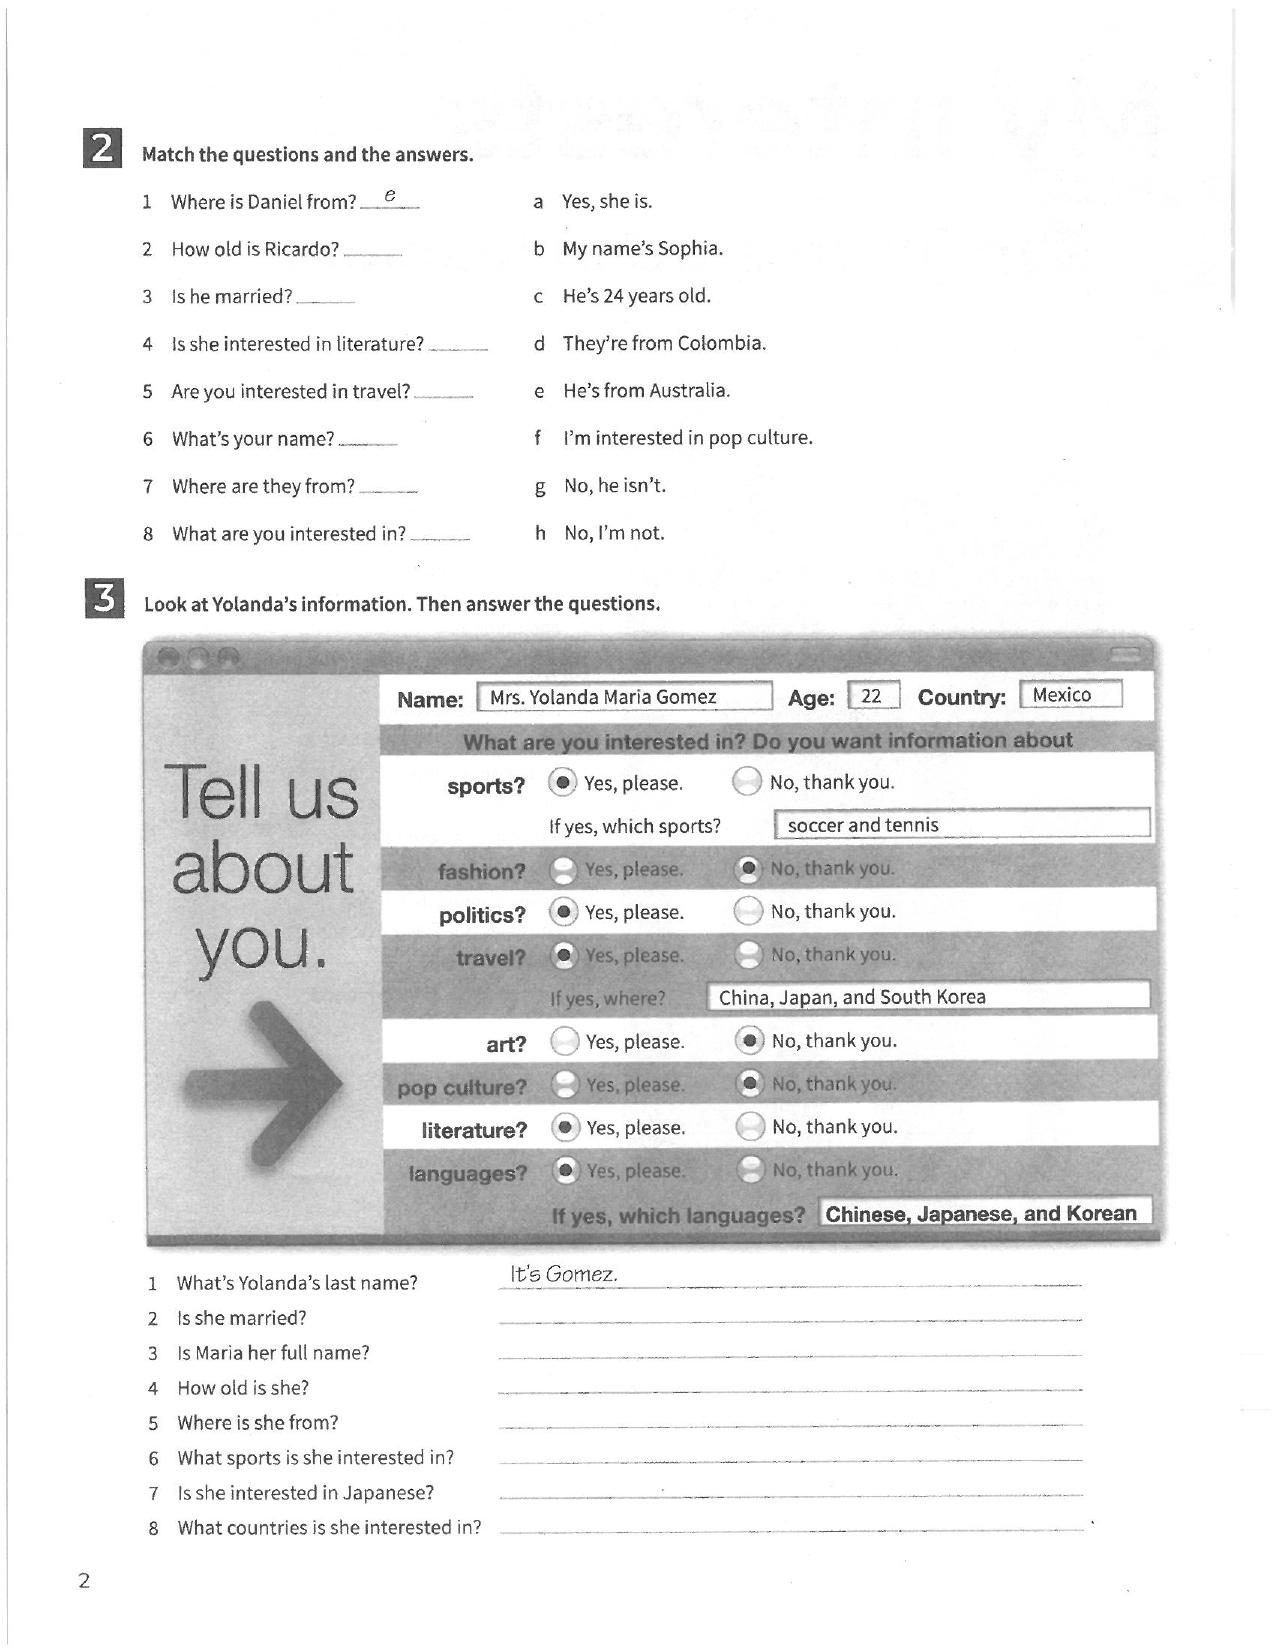 2 Match the questions and the answers.
1 Where is Daniel from? e
a Yes, she is.
2 How old is Ricardo?
b My name's Sophia.
3 Is he married?
c He's 24 years old.
4 Is she interested in literature?
d They're from Colombia.
5 Are you interested in travel?
e He's from Australia.
6 What's your name?
f I'm interested in pop culture.
7 Where are they from?
g No, he isn't.
8 What are you interested in?
h No, I'm not.
3 Look at Yolanda's information. Then answer the questions.
Tell us
about
you.
Name: Mrs. Yolanda Maria Gomez Age: 22 Country: Mexico
What are you interested in? Do you want information about
sports? Yes, please. No, thank you.
If yes, which sports? soccer and tennis
fashion? Yes, please. No, thank you.
politics? Yes, please. No, thank you.
travel? Yes, please. No, thank you.
If yes, where? China, Japan, and South Korea
art? Yes, please. No, thank you.
pop culture? Yes, please. No, thank you.
literature? Yes, please. No, thank you.
languages? Yes, please. No, thank you.
If yes, which languages? Chinese, Japanese, and Korean
1 What's Yolanda's last name? It's Gomez.
2 Is she married?
3 Is Maria her full name?
4 How old is she?
5 Where is she from?
6 What sports is she interested in?
7 Is she interested in Japanese?
8 What countries is she interested in?
2